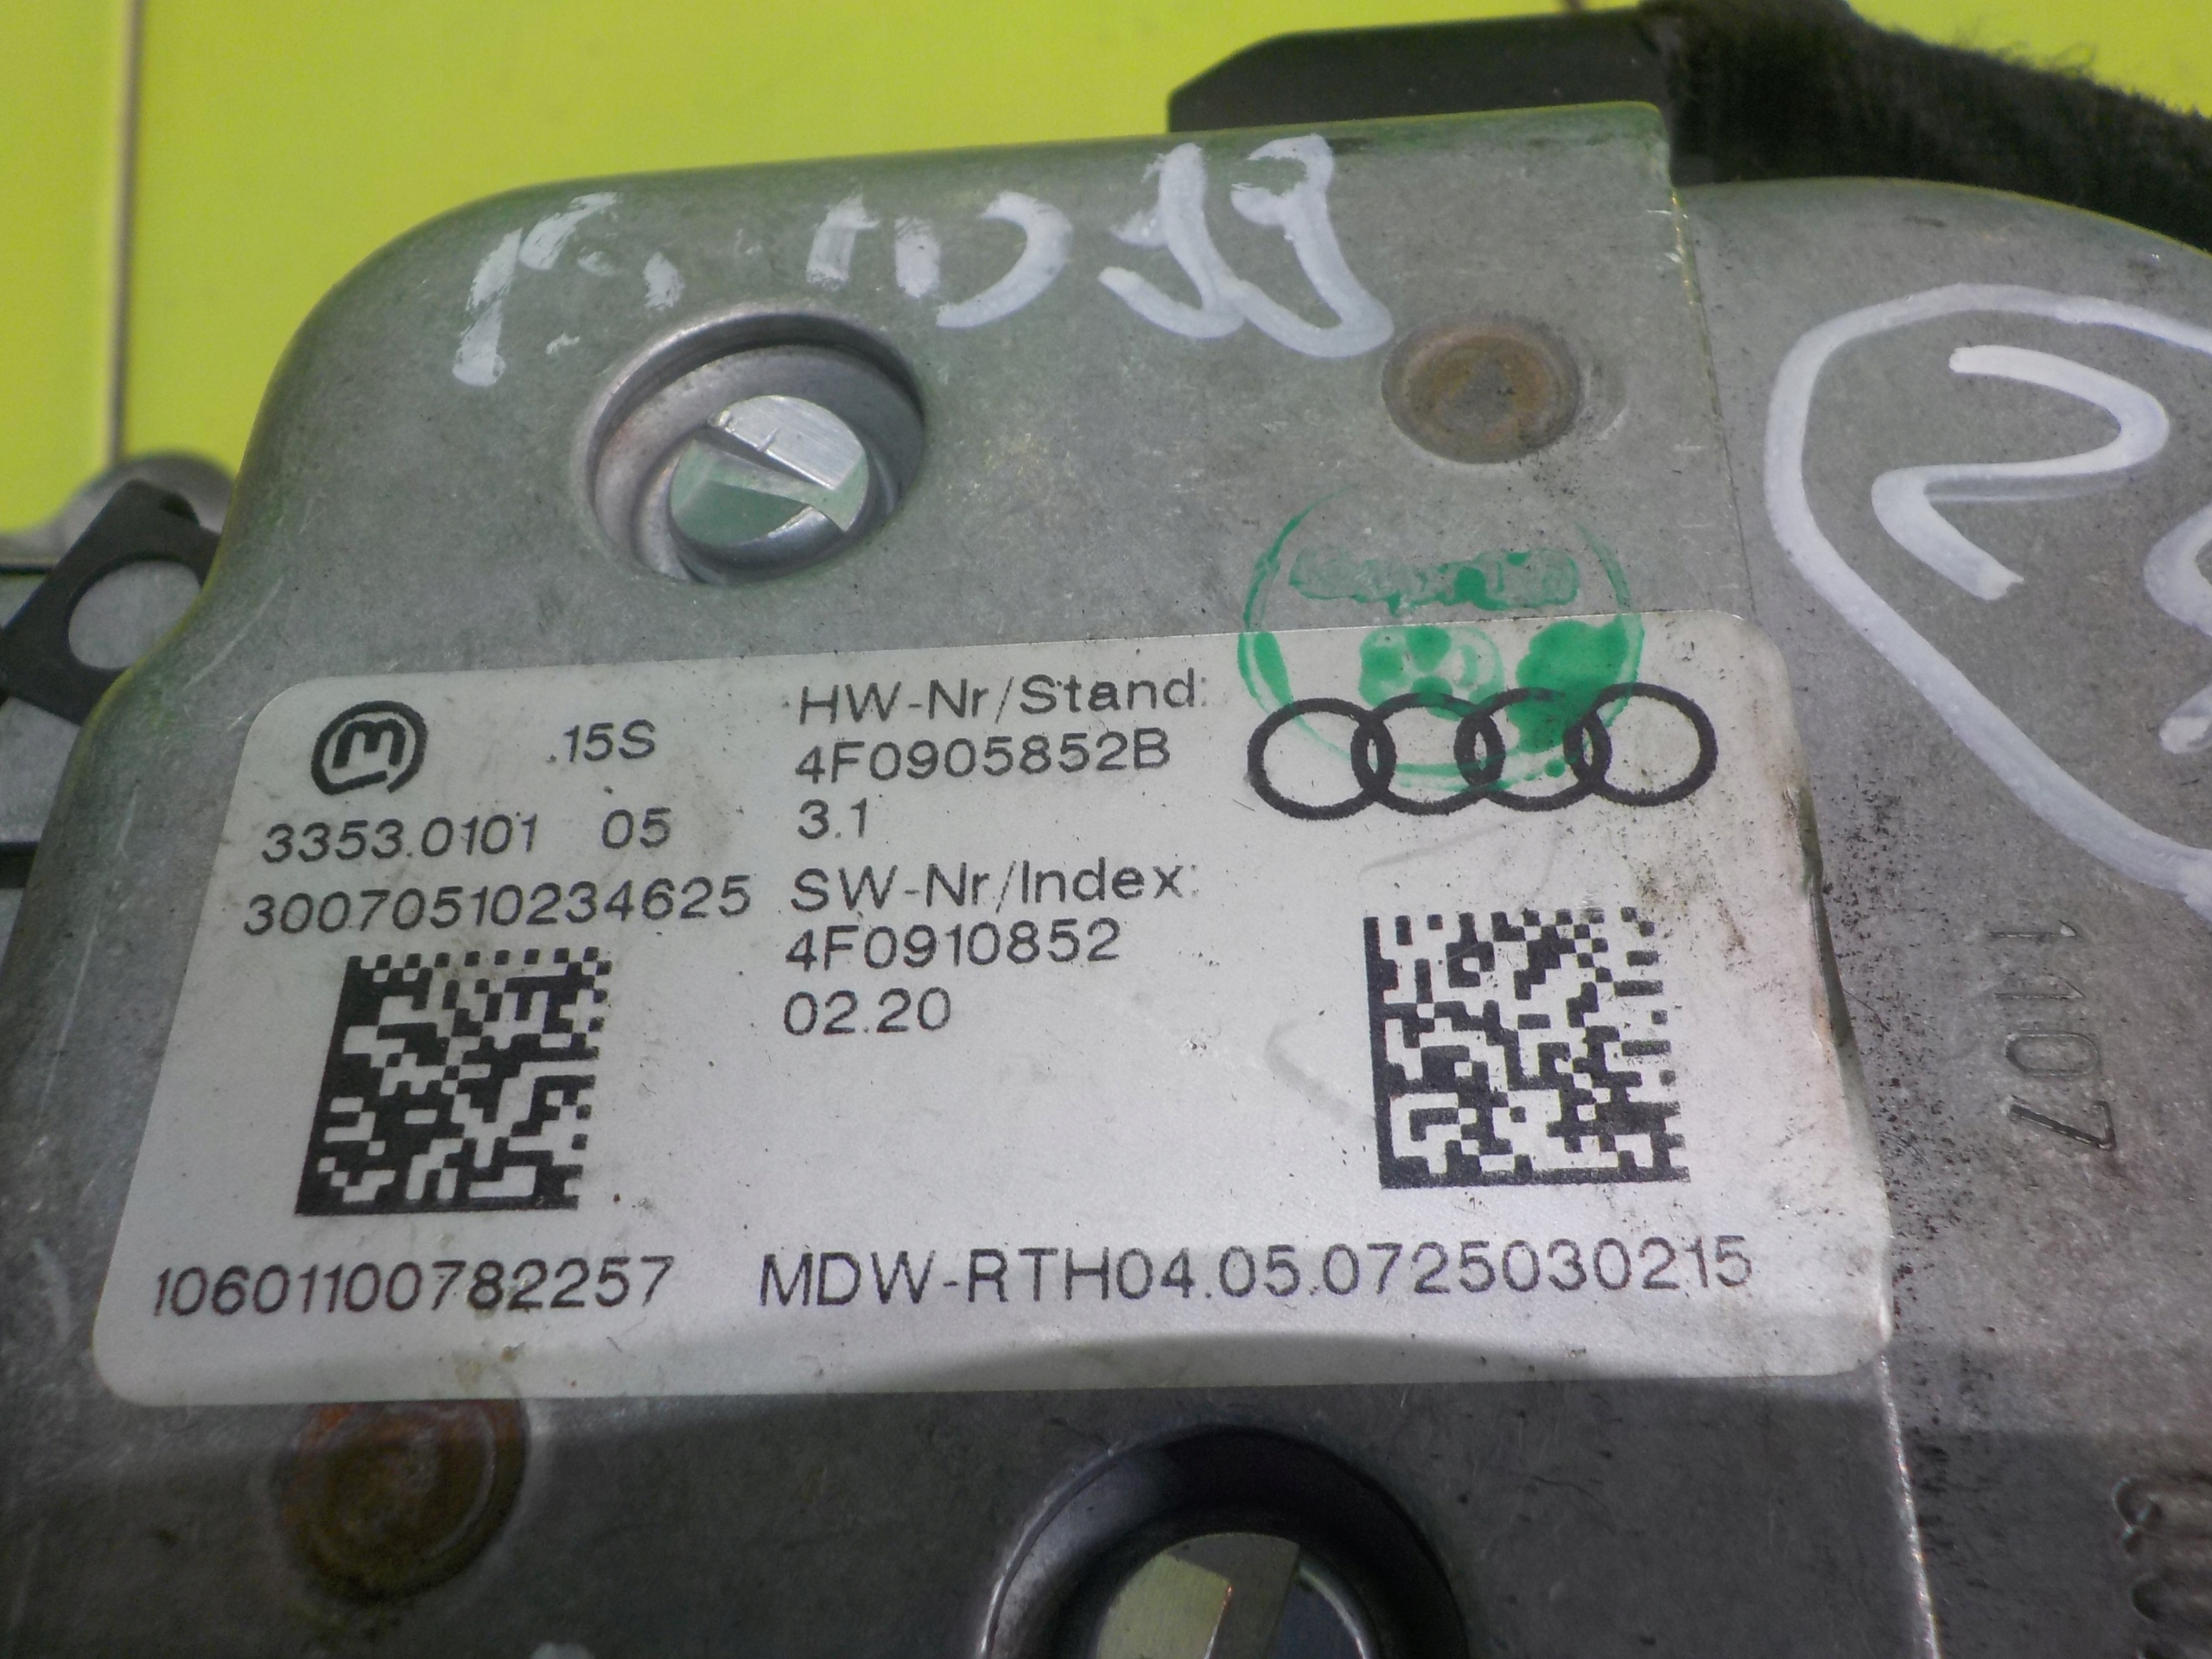 .15S
3353.0101 05
30070510234625
HW-Nr/Stand:
4F0905852B
3.1
SW-Nr/Index:
4F0910852
02.20
10601100782257
MDW-RTH04.05.0725030215
1107